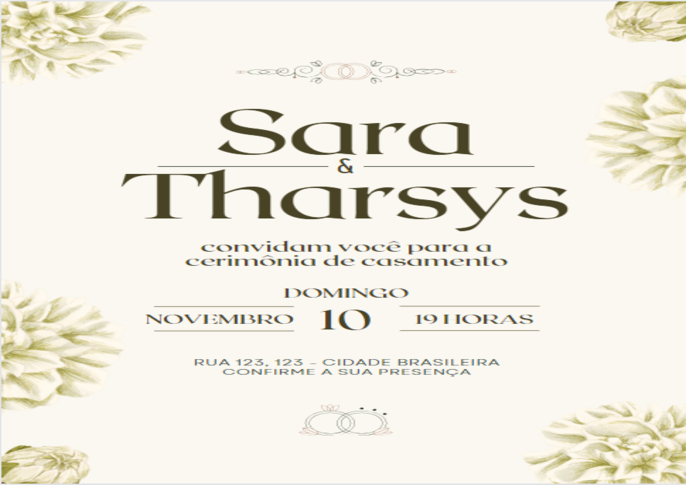 Sara
&
Tharsys
convidam você para a
cerimônia de casamento
DOMINGO
NOVEMBRO 10 19 HORAS
RUA 123, 123 - CIDADE BRASILEIRA
CONFIRME A SUA PRESENÇA